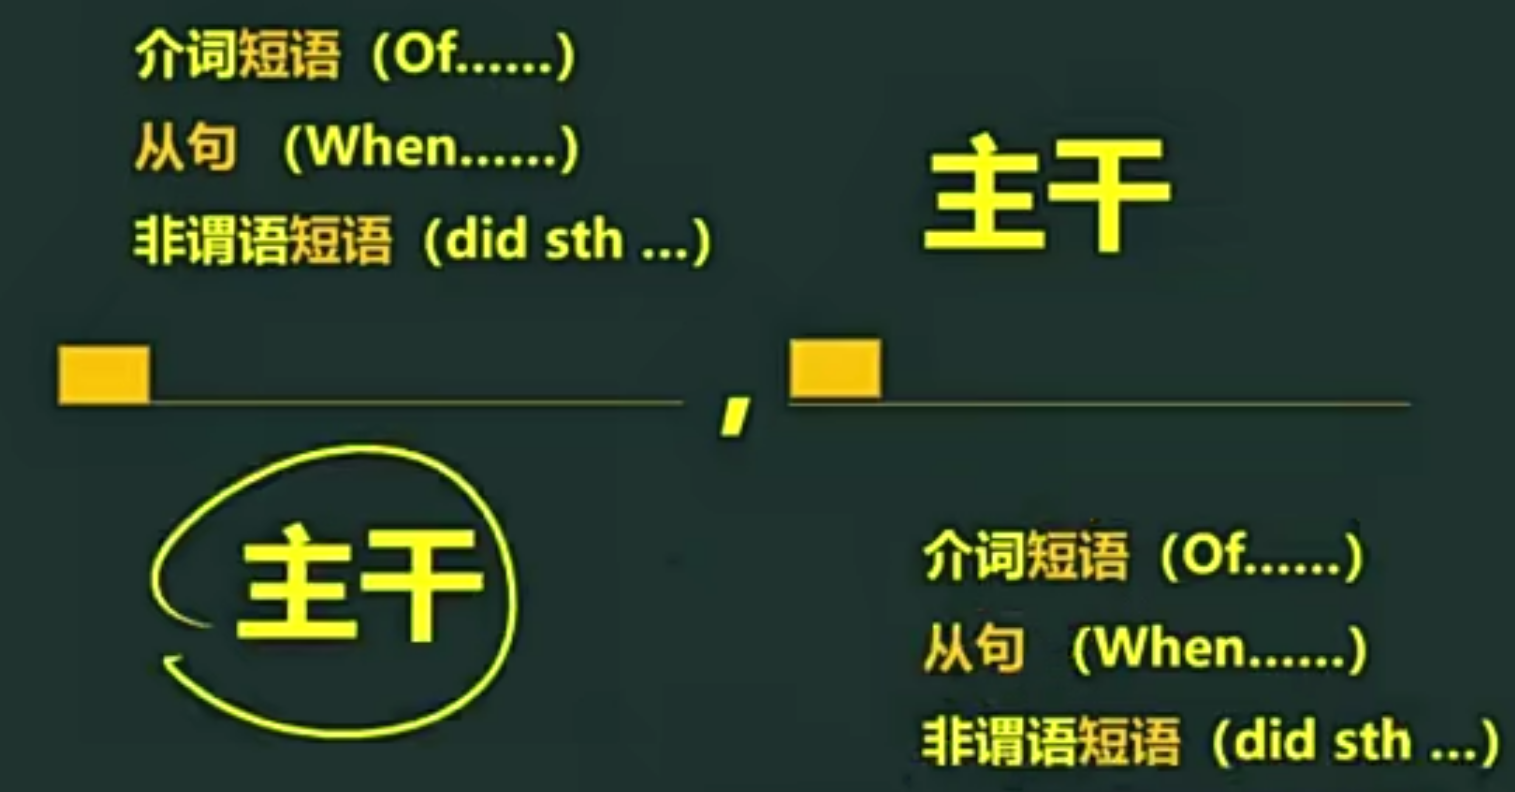 介词短语（Of......）
从句 （When......）
非谓语短语（did sth ...）
主干
，
主干
介词短语（Of......）
从句 （When......）
非谓语短语（did sth ...）